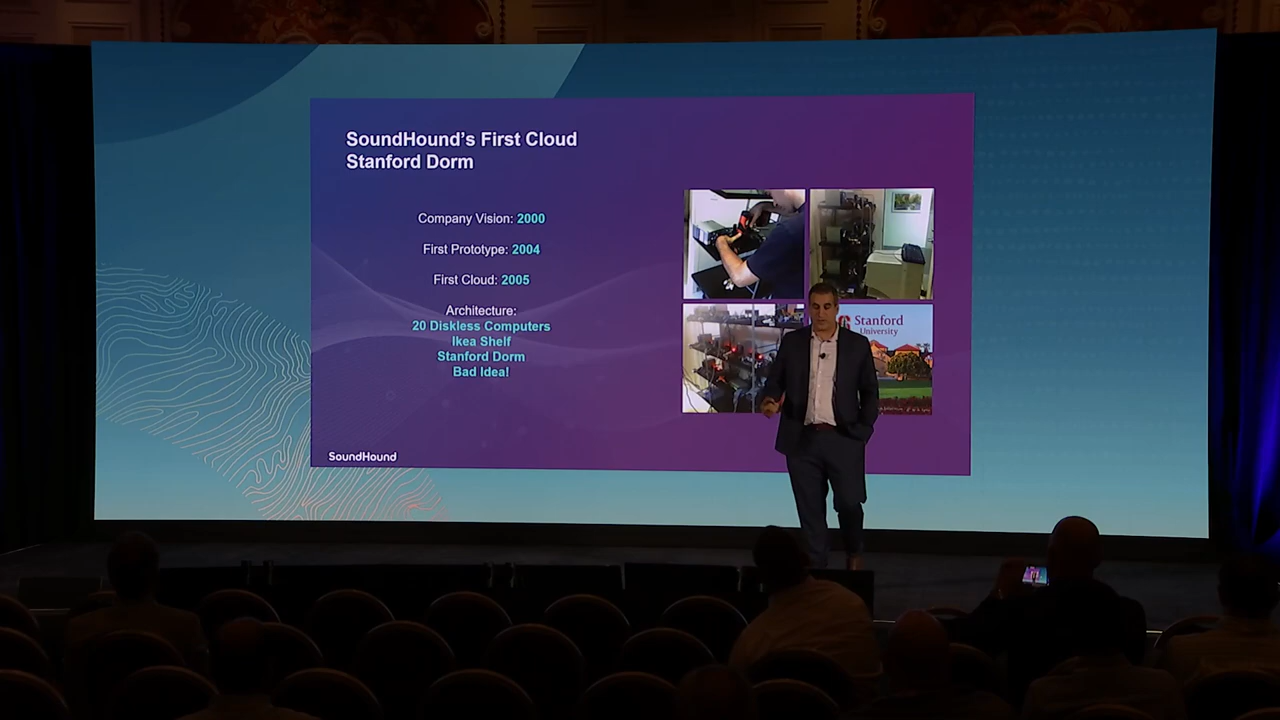 SoundHound's First Cloud
Stanford Dorm
Company Vision: 2000
First Prototype: 2004
First Cloud: 2005
Architecture:
20 Diskless Computers
Ikea Shelf
Stanford Dorm
Bad Idea!
Stanford
University
SoundHound